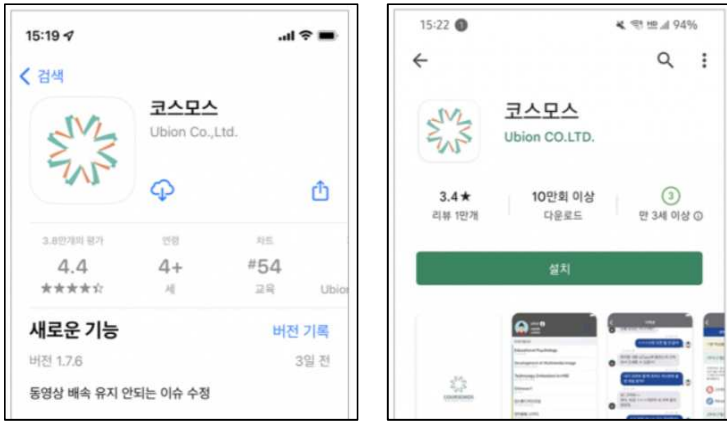 15:19
검색
코스모스
Ubion Co.,Ltd.
3.8만개의 평가
연령
차트
4.4
4+
#54
★★★★☆
세
교육
Ubion
새로운 기능
버전 기록
버전 1.7.6
3일 전
동영상 배속 유지 안되는 이슈 수정
15:22 1
94%
코스모스
Ubion CO.LTD.
3.4★
10만회 이상
3
리뷰 1만개
다운로드
만 3세 이상
설치
Educational Psychology
COURSEMOS